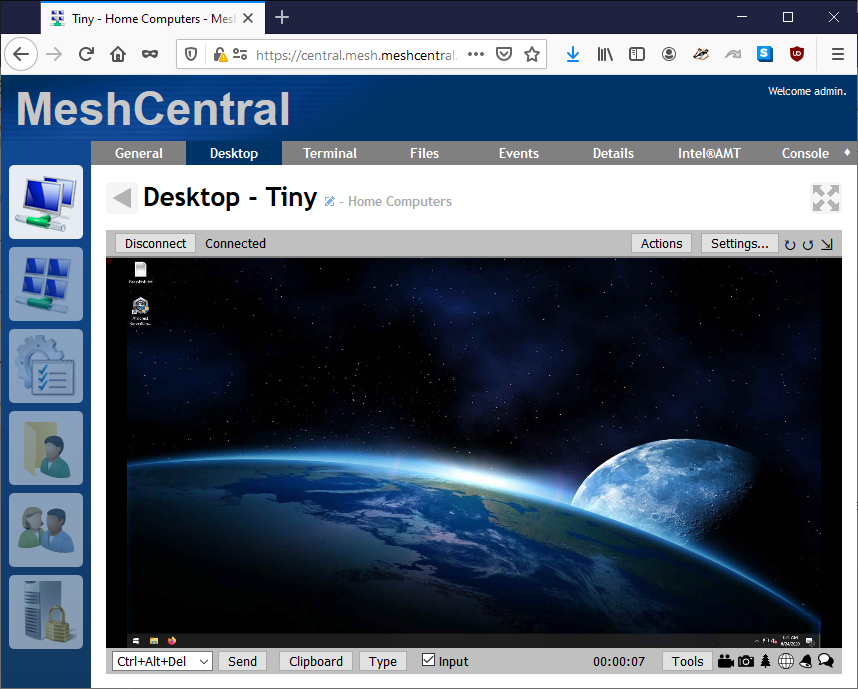 Tiny - Home Computers - Mesh
https://central.mesh.meshcentral.
MeshCentral
Welcome admin.
General Desktop Terminal Files Events Details Intel®AMT Console
Desktop - Tiny - Home Computers
Disconnect Connected Actions Settings...
Ctrl+Alt+Del Send Clipboard Type Input 00:00:07 Tools